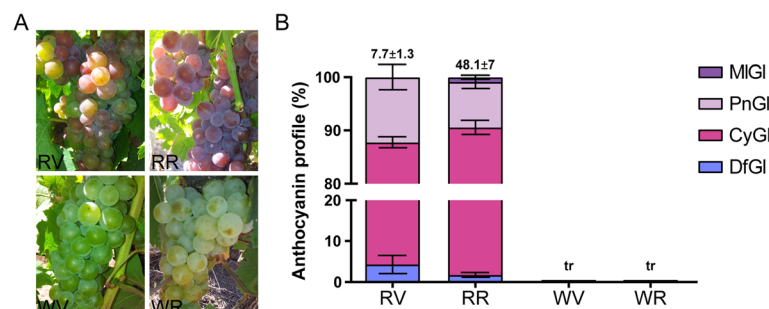 A
RV
RR
WV
WR
B
Anthocyanin profile (%)
7.7±1.3
48.1±7
100
90
80
20
10
0
tr
tr
RV
RR
WV
WR
MlGl
PnGl
CyGl
DfGl